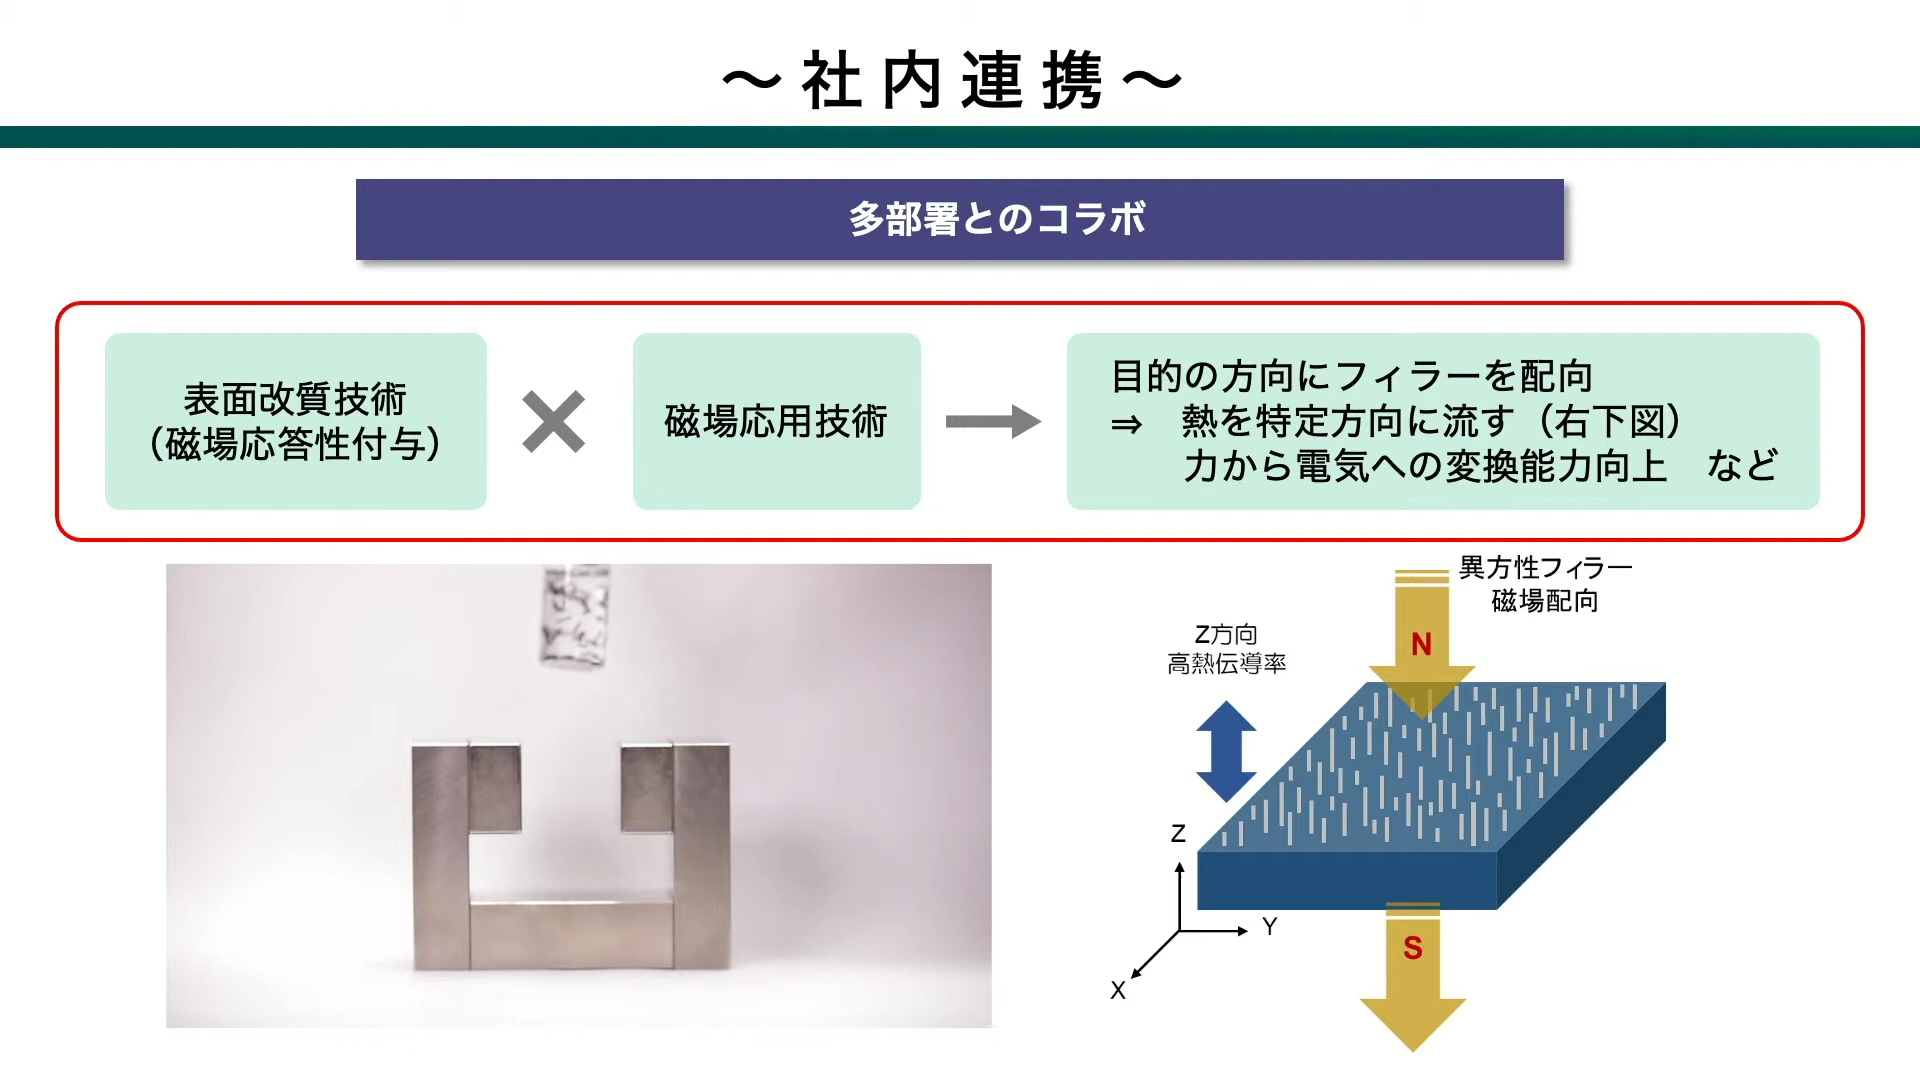 ～社内連携～
多部署とのコラボ
表面改質技術
（磁場応答性付与）
×
磁場応用技術
目的の方向にフィラーを配向
⇒　熱を特定方向に流す（右下図）
力から電気への変換能力向上　など
異方性フィラー
磁場配向
N
Z方向
高熱伝導率
Z
Y
X
S